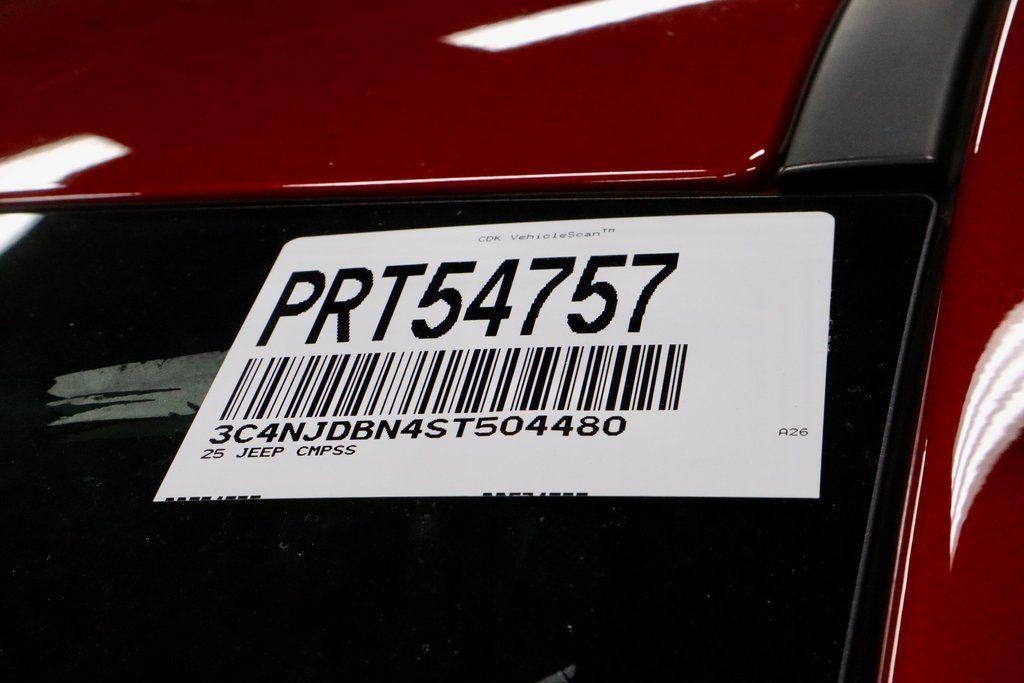 CDK VehicleScan™
PRT54757
3C4NJDBN4ST504480
25 JEEP CMPSS
A26